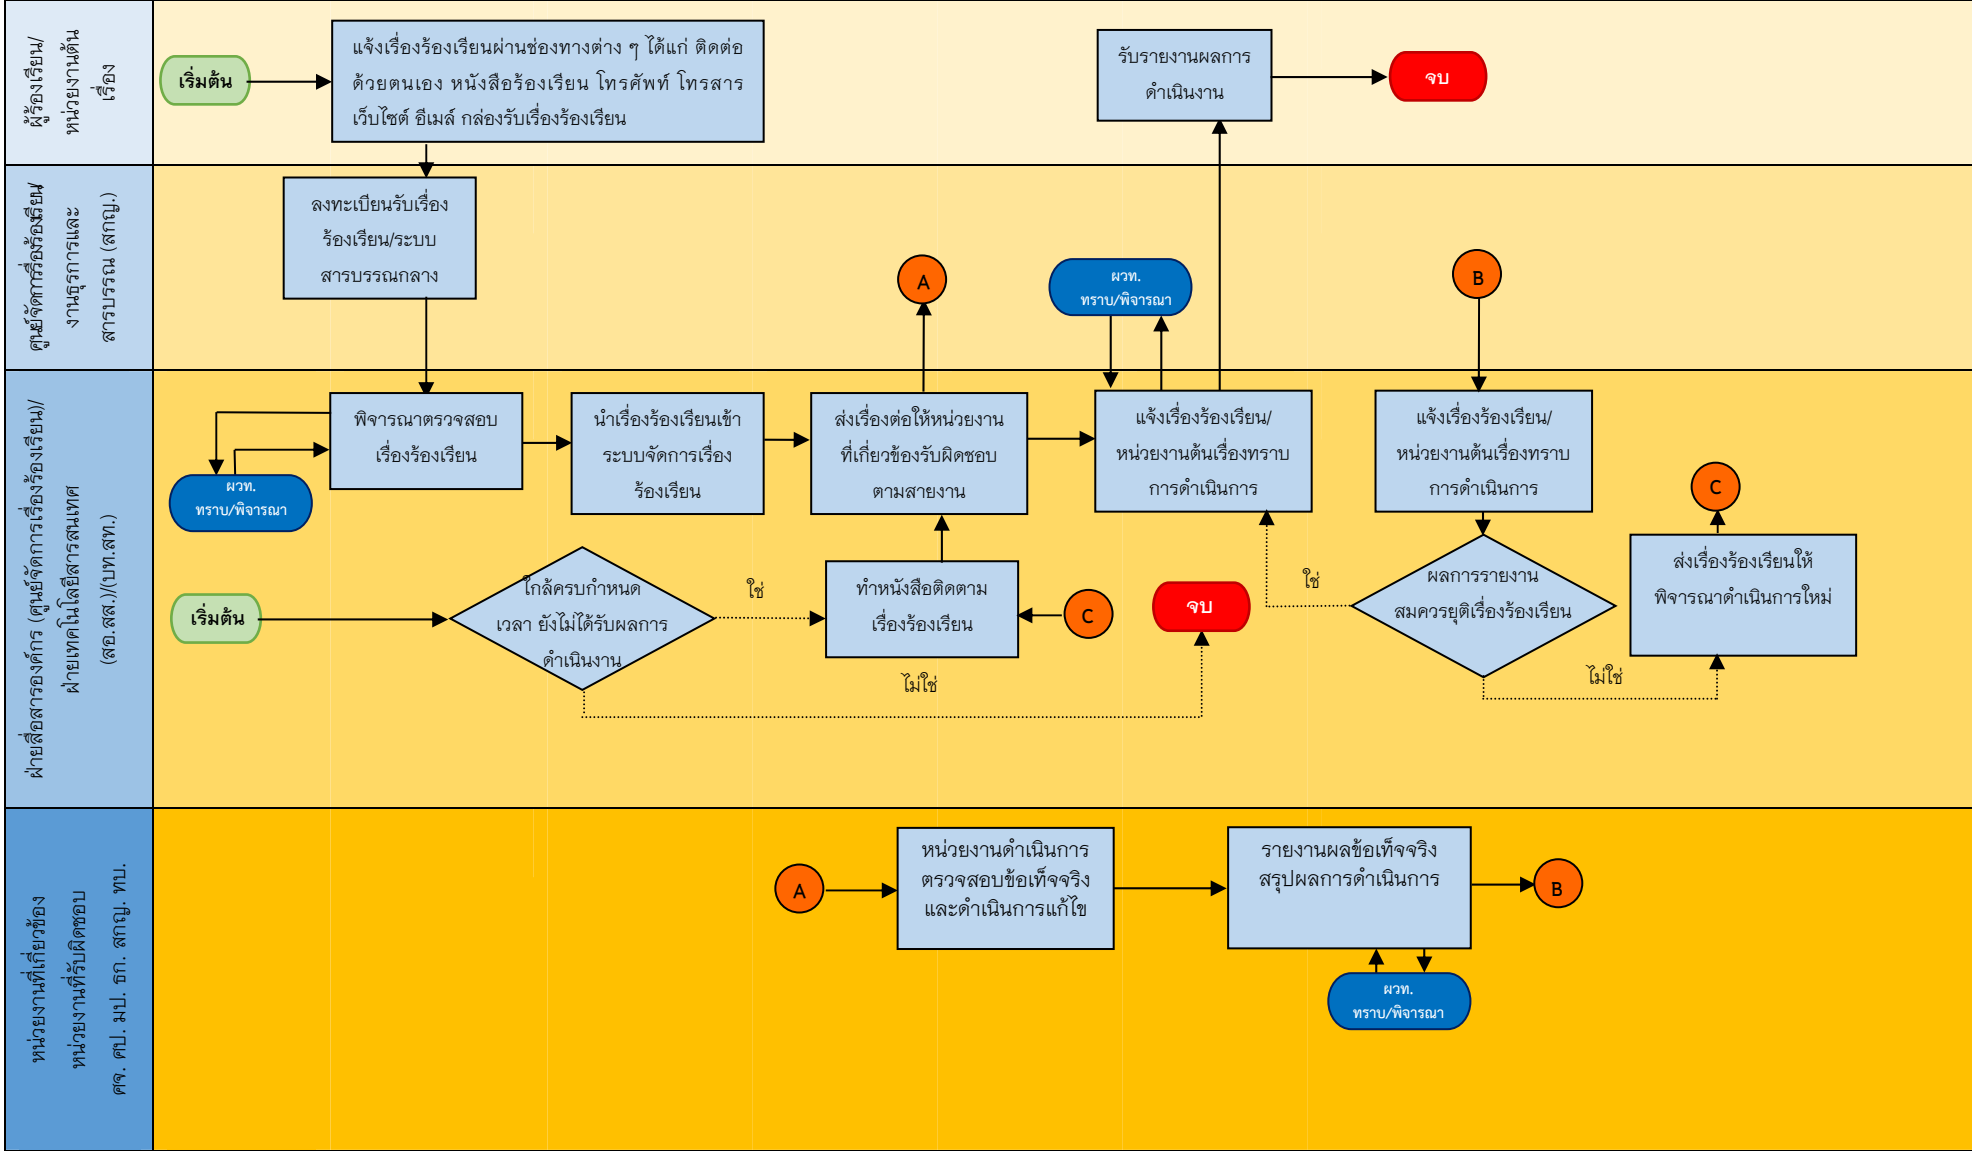 ผู้ร้องเรียน/
หน่วยงานต้น
เรื่อง
เริ่มต้น
แจ้งเรื่องร้องเรียนผ่านช่องทางต่าง ๆ ได้แก่ ติดต่อ
ด้วยตนเอง หนังสือร้องเรียน โทรศัพท์ โทรสาร
เว็บไซต์ อีเมล์ กล่องรับเรื่องร้องเรียน
รับรายงานผลการ
ดำเนินงาน
จบ
ศูนย์จัดการเรื่องร้องเรียน/
งานธุรการและ
สารบรรณ (สกญ.)
ลงทะเบียนรับเรื่อง
ร้องเรียน/ระบบ
สารบรรณกลาง
A
ผวท.
ทราบ/พิจารณา
B
ฝ่ายสื่อสารองค์กร (ศูนย์จัดการเรื่องร้องเรียน)/
ฝ่ายเทคโนโลยีสารสนเทศ
(สอ.สส.)/(บท.สท.)
พิจารณาตรวจสอบ
เรื่องร้องเรียน
นำเรื่องร้องเรียนเข้า
ระบบจัดการเรื่อง
ร้องเรียน
ส่งเรื่องต่อให้หน่วยงาน
ที่เกี่ยวข้องรับผิดชอบ
ตามสายงาน
แจ้งเรื่องร้องเรียน/
หน่วยงานต้นเรื่องทราบ
การดำเนินการ
แจ้งเรื่องร้องเรียน/
หน่วยงานต้นเรื่องทราบ
การดำเนินการ
C
ผวท.
ทราบ/พิจารณา
เริ่มต้น
ใกล้ครบกำหนด
เวลา ยังไม่ได้รับผลการ
ดำเนินงาน
ใช่
ทำหนังสือติดตาม
เรื่องร้องเรียน
C
จบ
ใช่
ผลการรายงาน
สมควรยุติเรื่องร้องเรียน
ส่งเรื่องร้องเรียนให้
พิจารณาดำเนินการใหม่
ไม่ใช่
ไม่ใช่
หน่วยงานที่เกี่ยวข้อง
หน่วยงานที่รับผิดชอบ
ศจ. ศป. มป. ธก. สกญ. ทบ.
A
หน่วยงานดำเนินการ
ตรวจสอบข้อเท็จจริง
และดำเนินการแก้ไข
รายงานผลข้อเท็จจริง
สรุปผลการดำเนินการ
B
ผวท.
ทราบ/พิจารณา